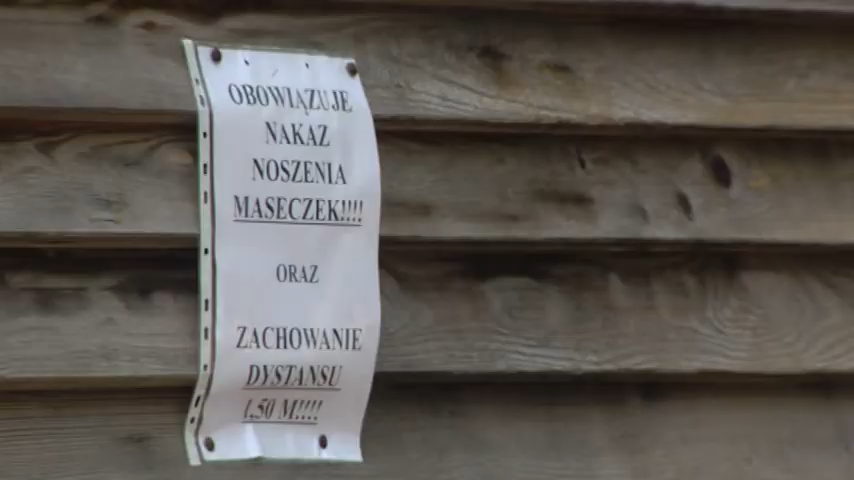 OBOWIĄZUJE
NAKAZ
NOSZENIA
MASECZEK!!!!
ORAZ
ZACHOWANIE
DYSTANSU
1,50 M!!!!